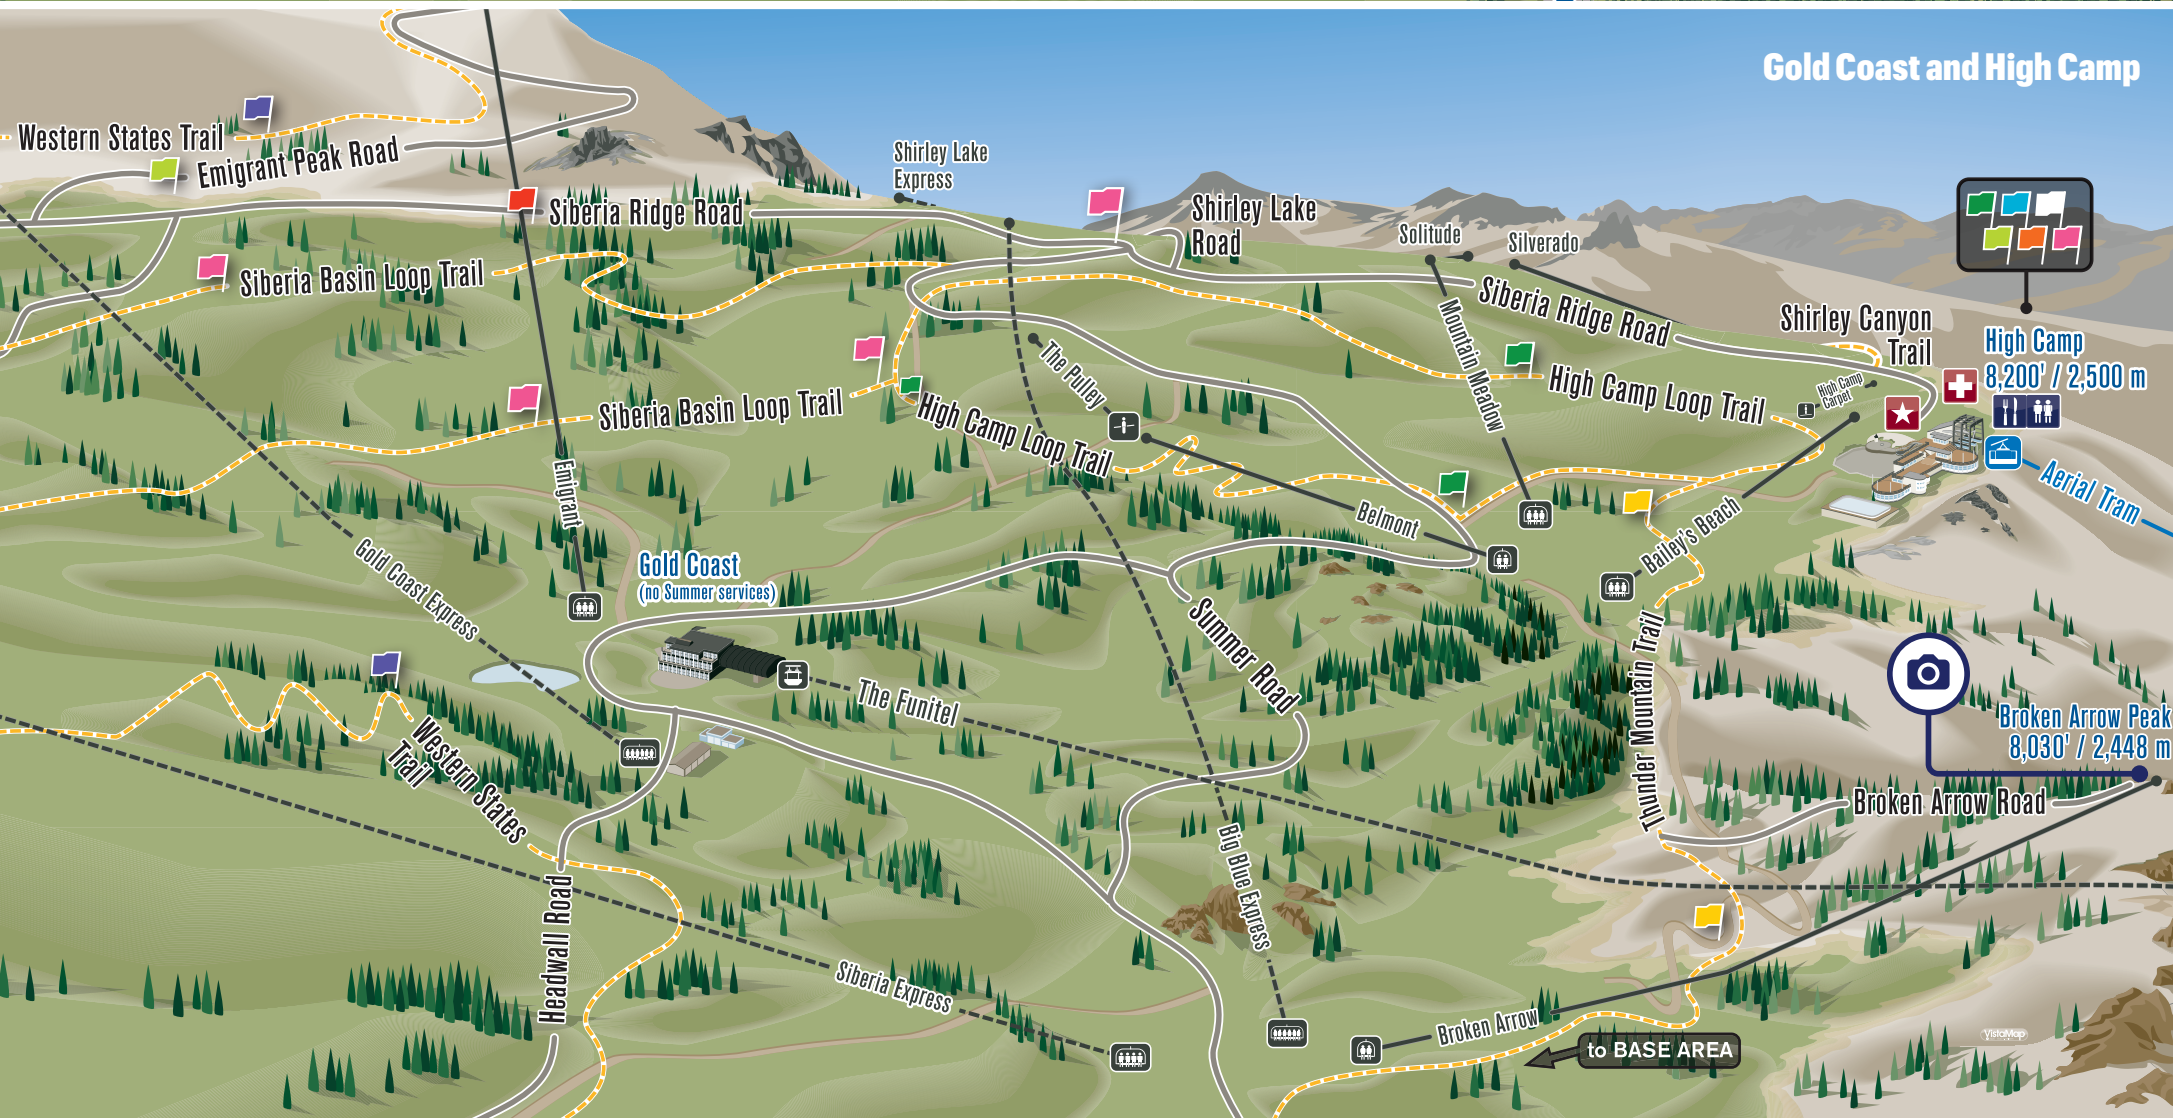 Gold Coast and High Camp
Western States Trail
Emigrant Peak Road
Shirley Lake
Express
Siberia Ridge Road
Shirley Lake
Road
Solitude
Silverado
Siberia Basin Loop Trail
Siberia Ridge Road
Shirley Canyon
Trail
High Camp
8,200' / 2,500 m
Mountain Meadow
The Pulley
High Camp Loop Trail
High Camp
Carpet
Siberia Basin Loop Trail
High Camp Loop Trail
Aerial Tram
Emigrant
Belmont
Bailey's Beach
Gold Coast Express
Gold Coast
(no Summer services)
Summer Road
Thunder Mountain Trail
The Funitel
Broken Arrow Peak
8,030' / 2,448 m
Western States
Trail
Broken Arrow Road
Big Blue Express
Headwall Road
Siberia Express
Broken Arrow
to BASE AREA
VistaMap